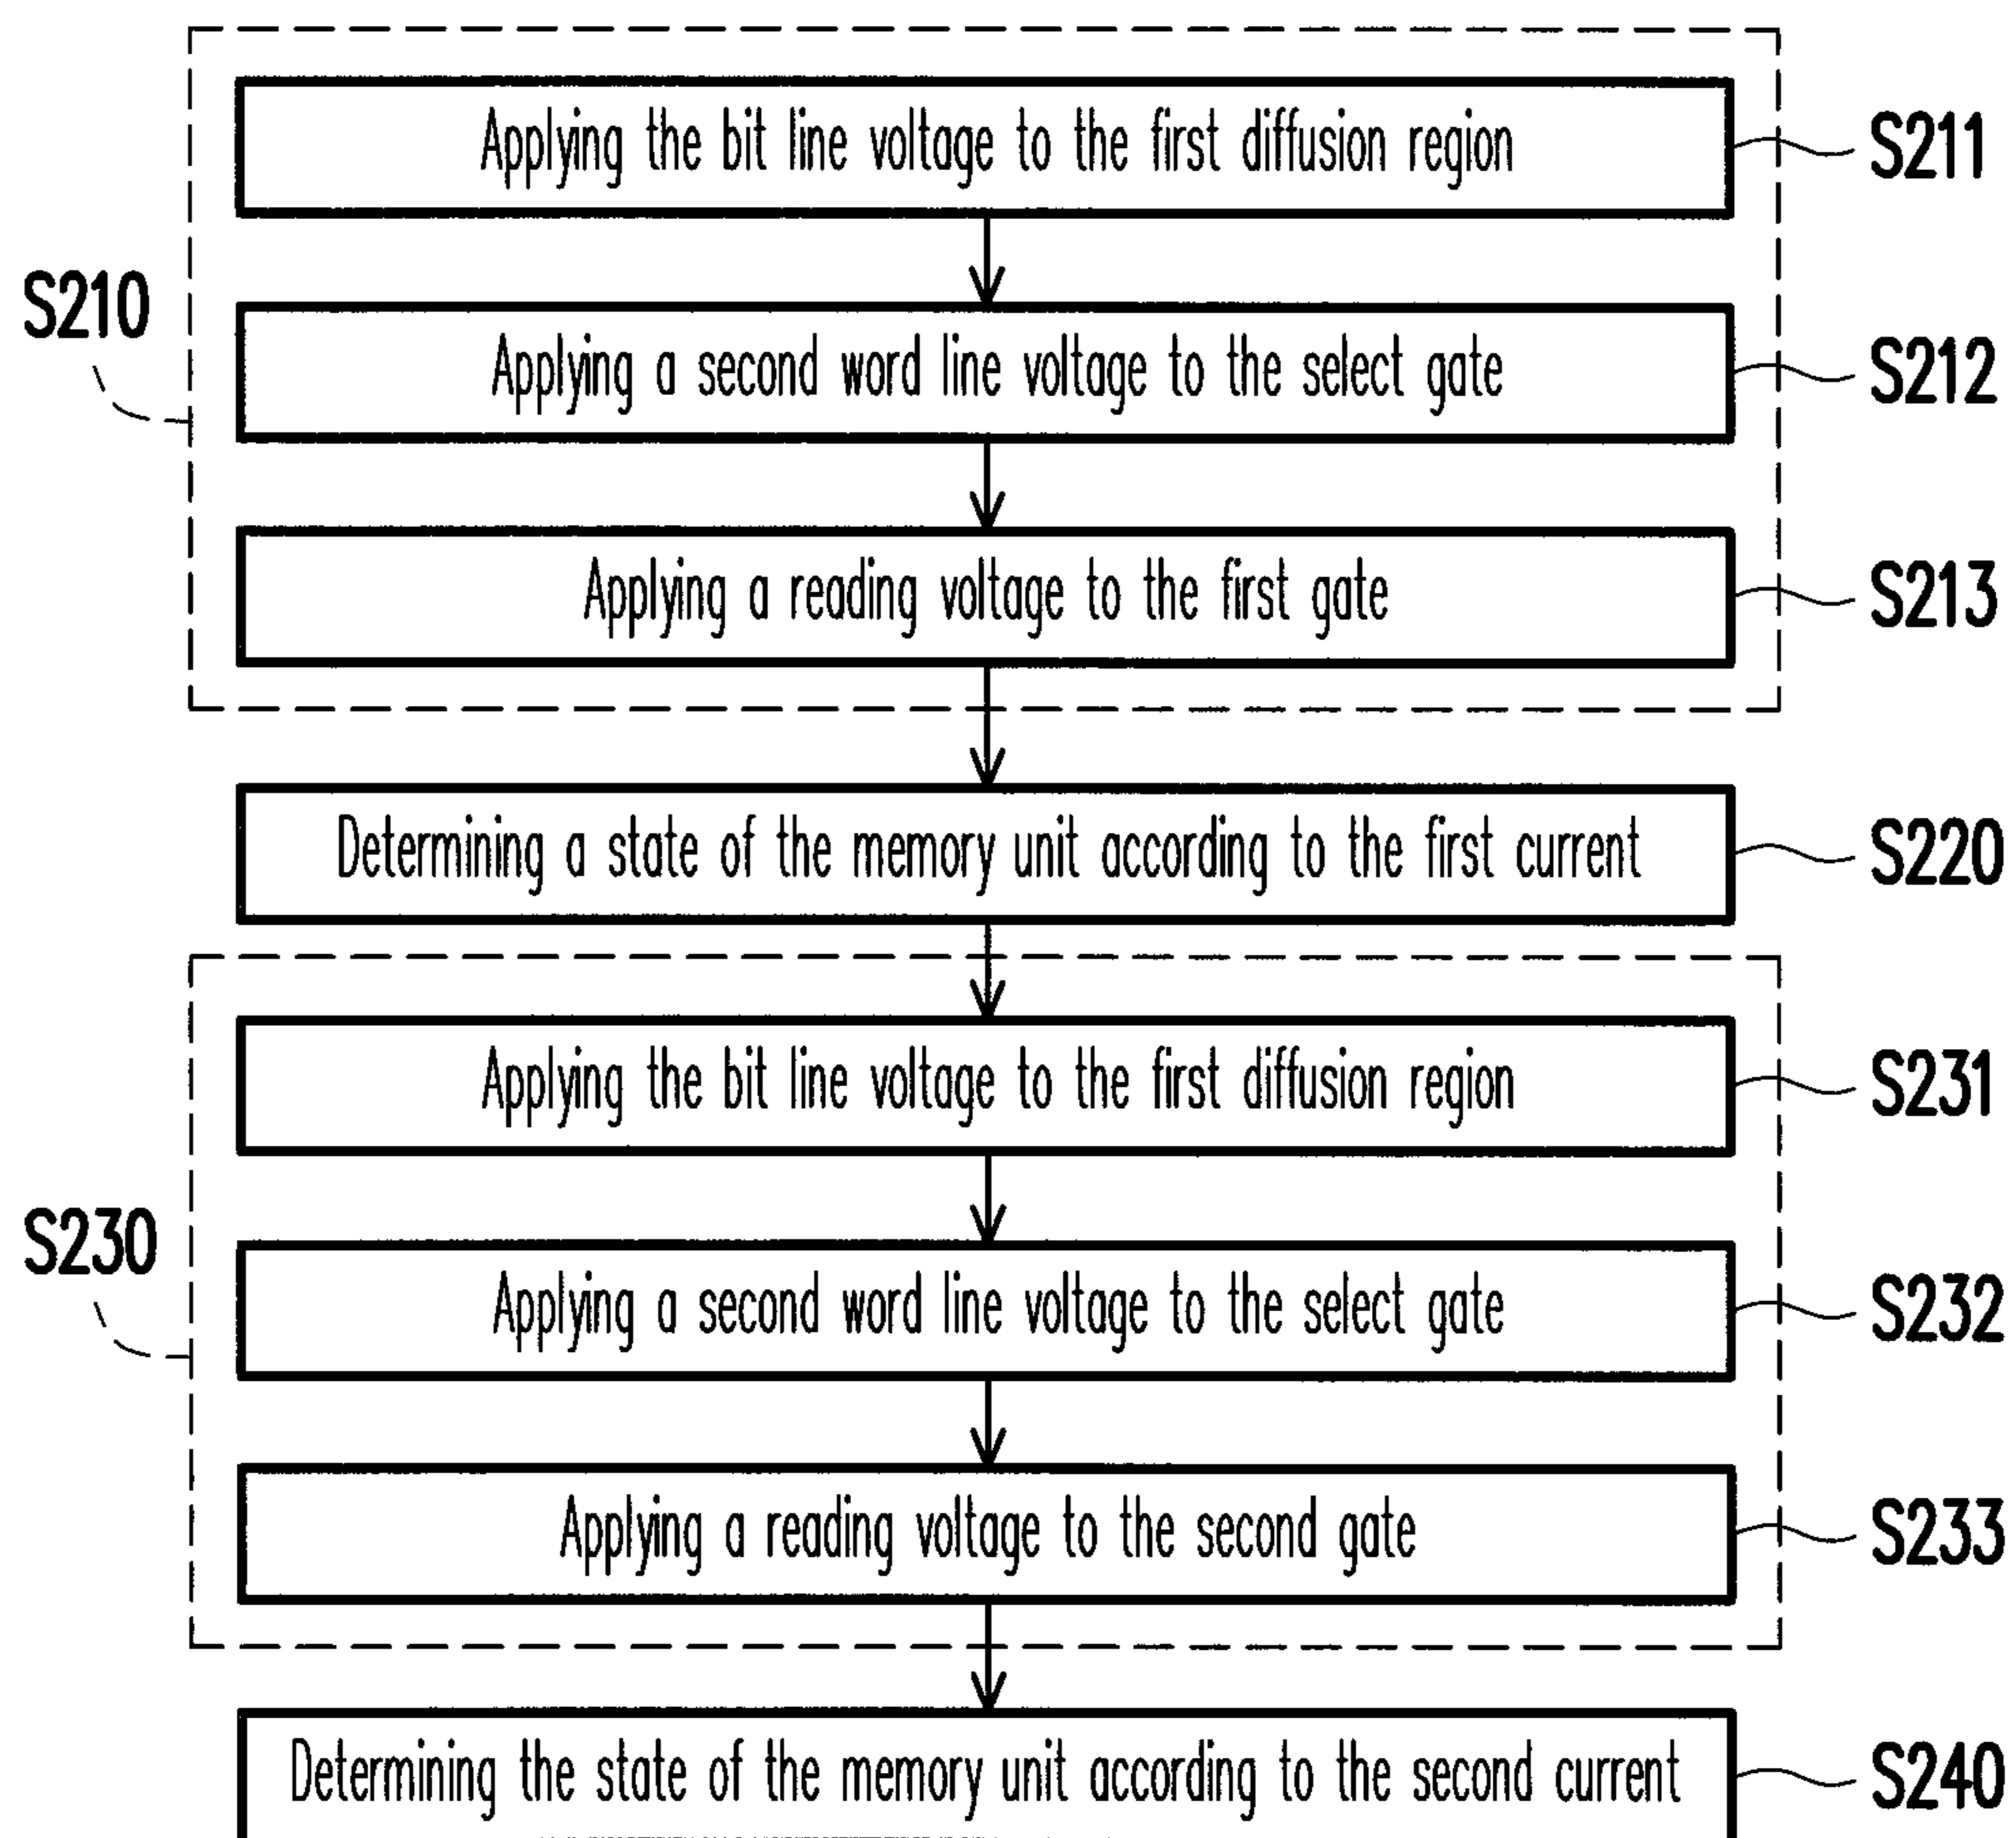 Applying the bit line voltage to the first diffusion region
S211
S210
Applying a second word line voltage to the select gate
S212
Applying a reading voltage to the first gate
S213
Determining a state of the memory unit according to the first current
S220
Applying the bit line voltage to the first diffusion region
S231
S230
Applying a second word line voltage to the select gate
S232
Applying a reading voltage to the second gate
S233
Determining the state of the memory unit according to the second current
S240